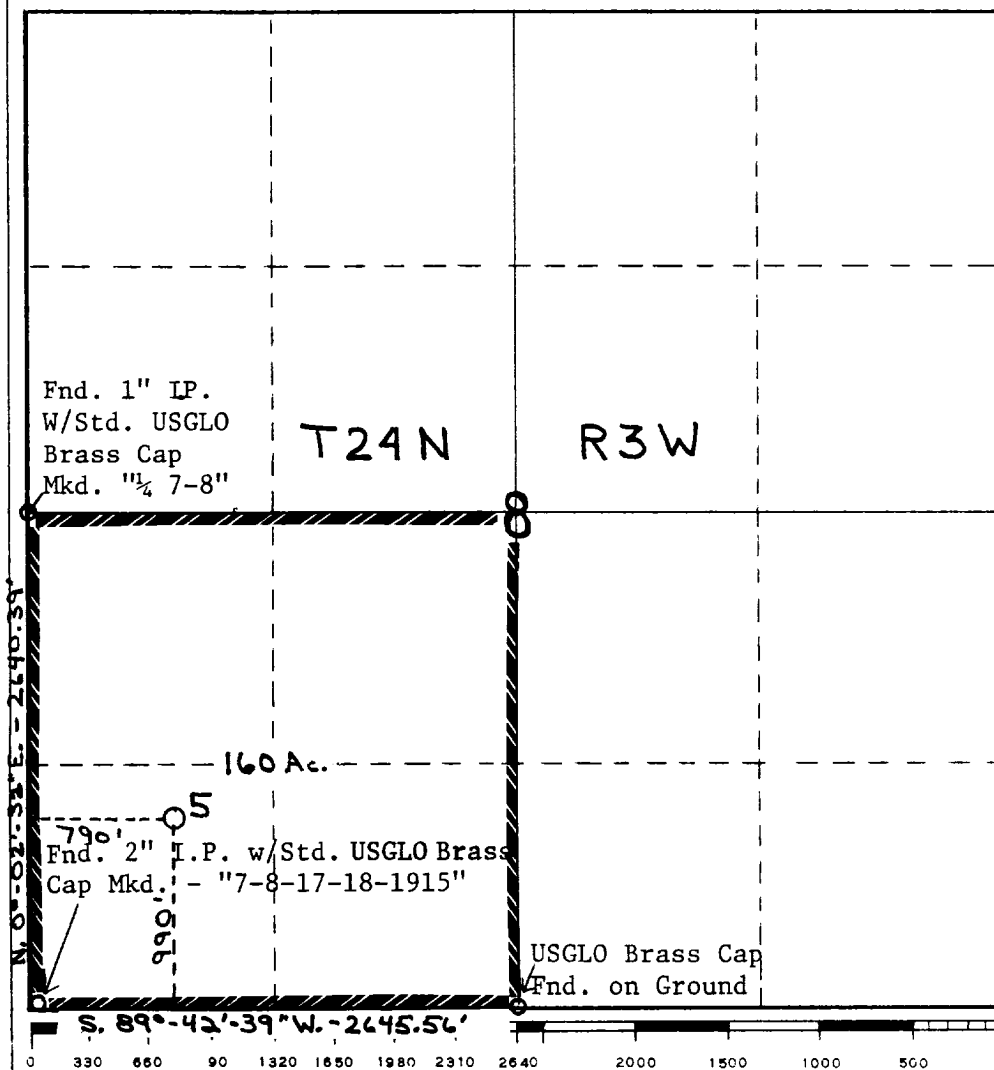 Fnd. 1" I.P.
W/Std. USGLO
Brass Cap
Mkd. "¼ 7-8"
T24N R3W
8
N. 0°-02'-32"E. - 2640.39'
160 Ac.
5
790'
990'
Fnd. 2" I.P. w/Std. USGLO Brass
Cap Mkd. - "7-8-17-18-1915"
USGLO Brass Cap
Fnd. on Ground
S. 89°-42'-39"W. - 2645.56'
0 330 660 90 1320 1650 1980 2310 2640 2000 1500 1000 500